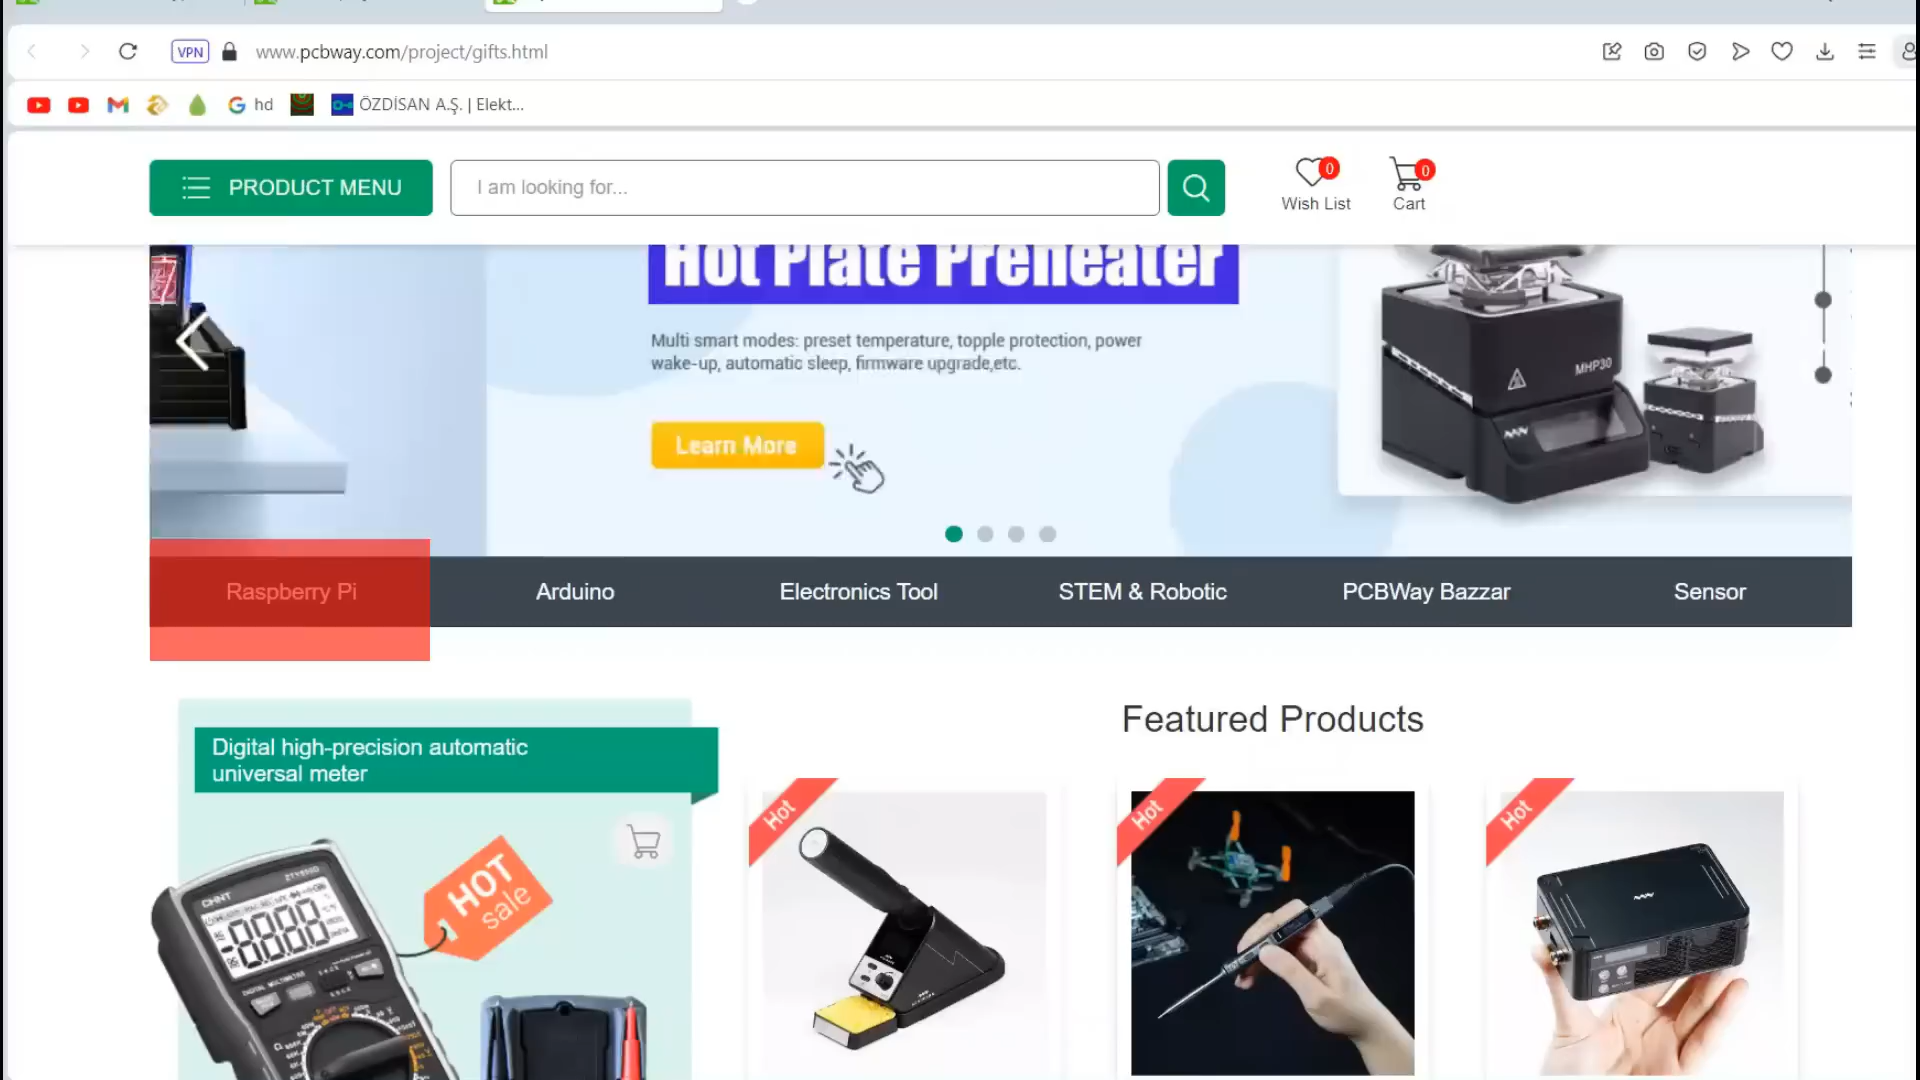 VPN
www.pcbway.com/project/gifts.html
hd
ÖZDİSAN A.Ş. | Elekt...
PRODUCT MENU
I am looking for...
0
Wish List
0
Cart
Hot Plate Preheater
Multi smart modes: preset temperature, topple protection, power
wake-up, automatic sleep, firmware upgrade,etc.
Learn More
MHP30
Raspberry Pi
Arduino
Electronics Tool
STEM & Robotic
PCBWay Bazzar
Sensor
Featured Products
Digital high-precision automatic
universal meter
HOT
sale
CHNT
DIGITAL MULTIMETER
Hot
Hot
Hot